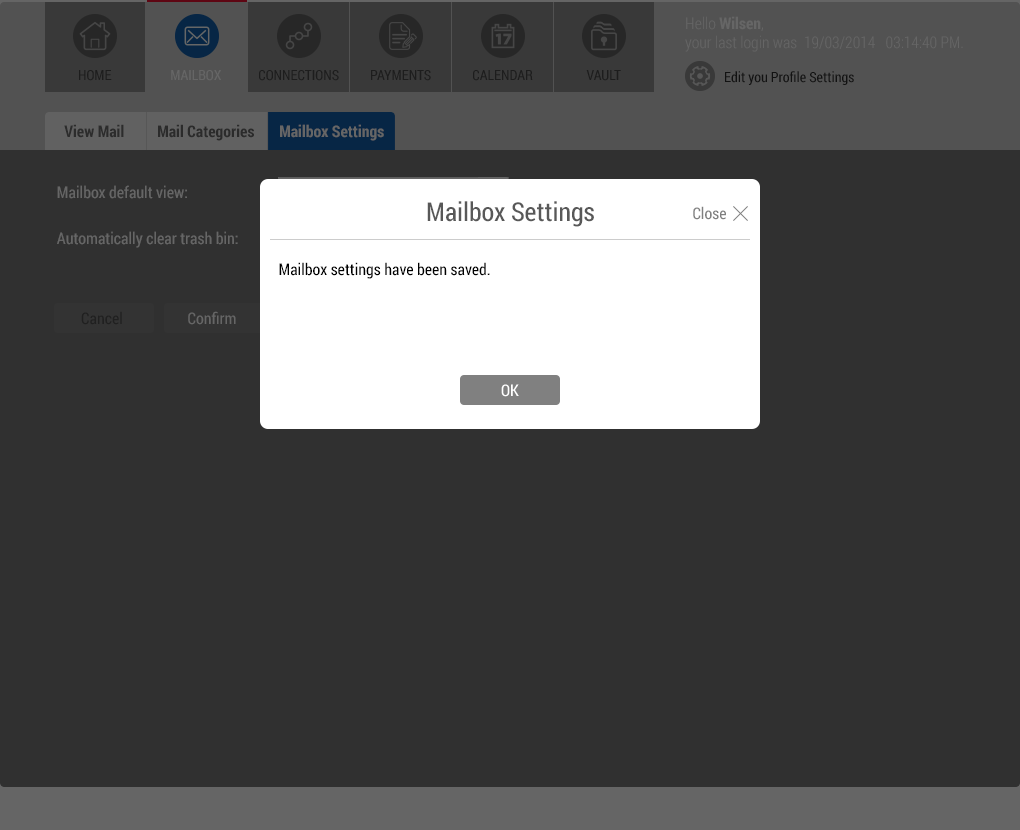 HOME
MAILBOX
CONNECTIONS
PAYMENTS
17
CALENDAR
VAULT
Hello Wilsen,
your last login was 19/03/2014 03:14:40 PM.
Edit you Profile Settings
View Mail
Mail Categories
Mailbox Settings
Mailbox default view:
Automatically clear trash bin:
Cancel
Confirm
Mailbox Settings
Close
Mailbox settings have been saved.
OK